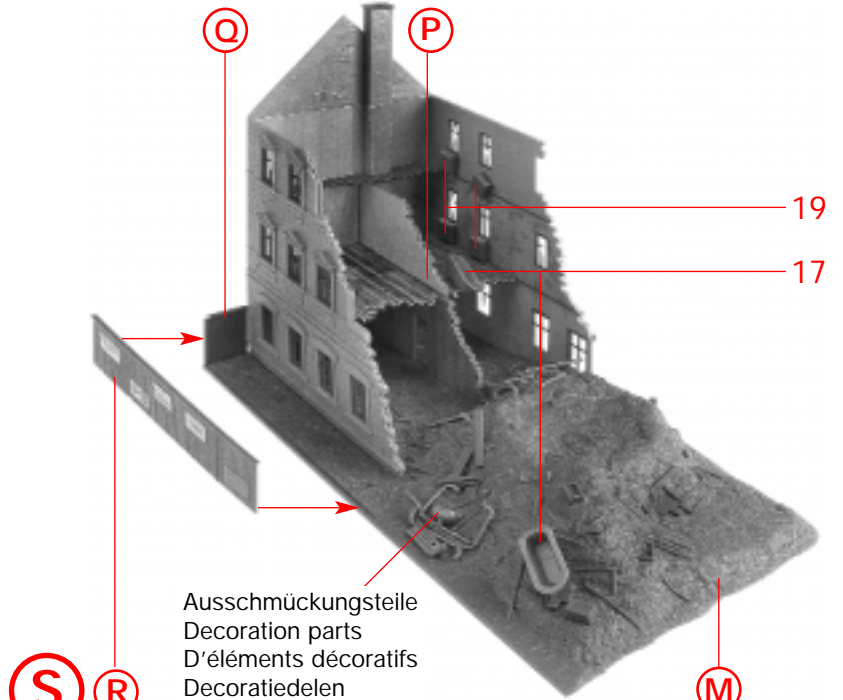 Q
P
19
17
Ausschmückungsteile
Decoration parts
D'éléments décoratifs
Decoratiedelen
S
R
M